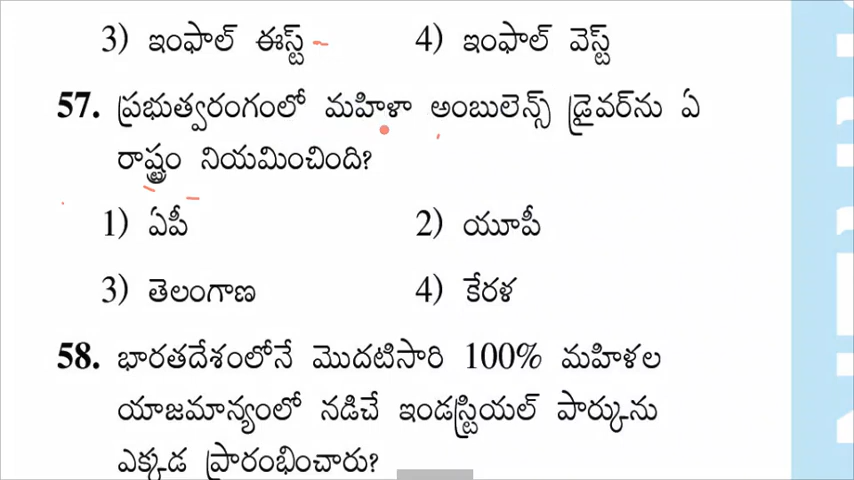 3) ఇంఫాల్ ఈస్ట్ 4) ఇంఫాల్ వెస్ట్
57. ప్రభుత్వరంగంలో మహిళా అంబులెన్స్ డ్రైవర్‌ను ఏ
రాష్ట్రం నియమించింది?
1) ఏపీ 2) యూపీ
3) తెలంగాణ 4) కేరళ
58. భారతదేశంలోనే మొదటిసారి 100% మహిళల
యాజమాన్యంలో నడిచే ఇండస్ట్రియల్ పార్కును
ఎక్కడ ప్రారంభించారు?